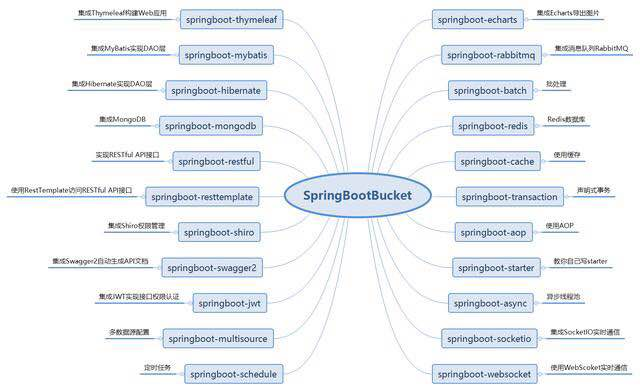 集成Thymeleaf构建Web应用
springboot-thymeleaf
集成MyBatis实现DAO层
springboot-mybatis
集成Hibernate实现DAO层
springboot-hibernate
集成MongoDB
springboot-mongodb
实现RESTful API接口
springboot-restful
使用RestTemplate访问RESTful API接口
springboot-resttemplate
集成Shiro权限管理
springboot-shiro
集成Swagger2自动生成API文档
springboot-swagger2
集成JWT实现接口权限认证
springboot-jwt
多数据源配置
springboot-multisource
定时任务
springboot-schedule
SpringBootBucket
springboot-echarts
集成Echarts导出图片
springboot-rabbitmq
集成消息队列RabbitMQ
springboot-batch
批处理
springboot-redis
Redis数据库
springboot-cache
使用缓存
springboot-transaction
声明式事务
springboot-aop
使用AOP
springboot-starter
教你自己写starter
springboot-async
异步线程池
springboot-socketio
集成SocketIO实时通信
springboot-websocket
使用WebScoket实时通信